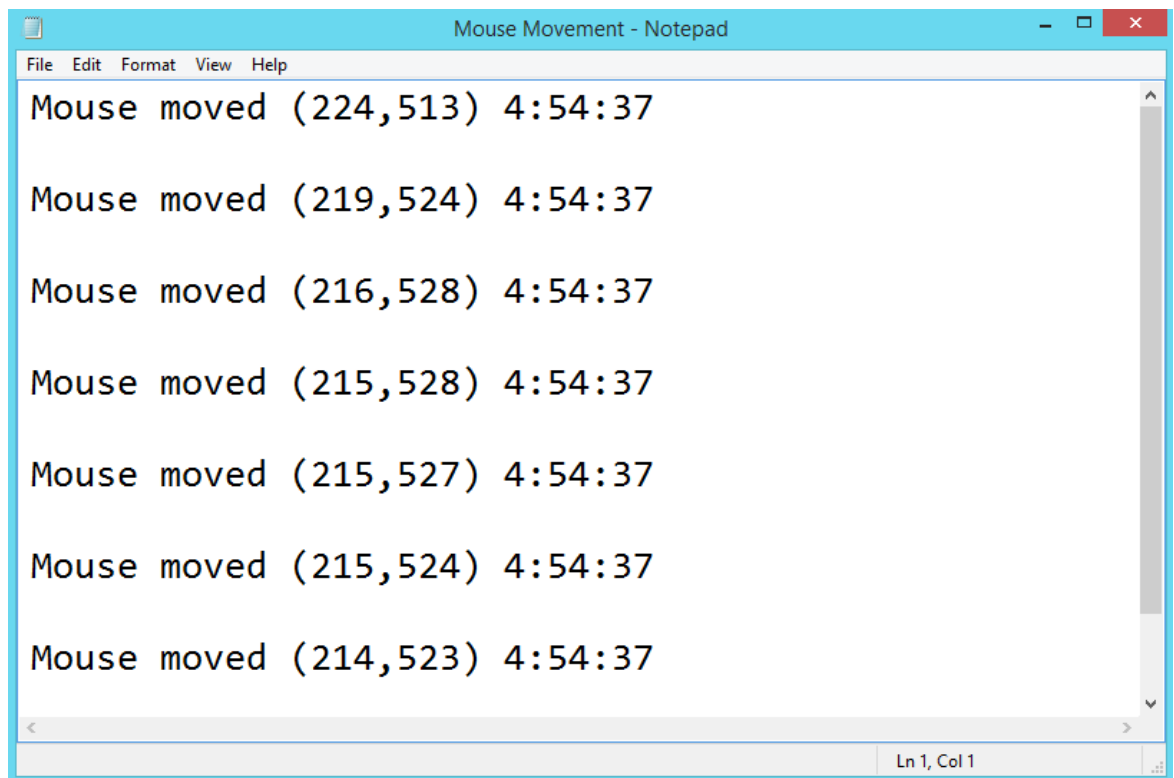 Mouse Movement - Notepad
File Edit Format View Help
Mouse moved (224,513) 4:54:37
Mouse moved (219,524) 4:54:37
Mouse moved (216,528) 4:54:37
Mouse moved (215,528) 4:54:37
Mouse moved (215,527) 4:54:37
Mouse moved (215,524) 4:54:37
Mouse moved (214,523) 4:54:37
Ln 1, Col 1